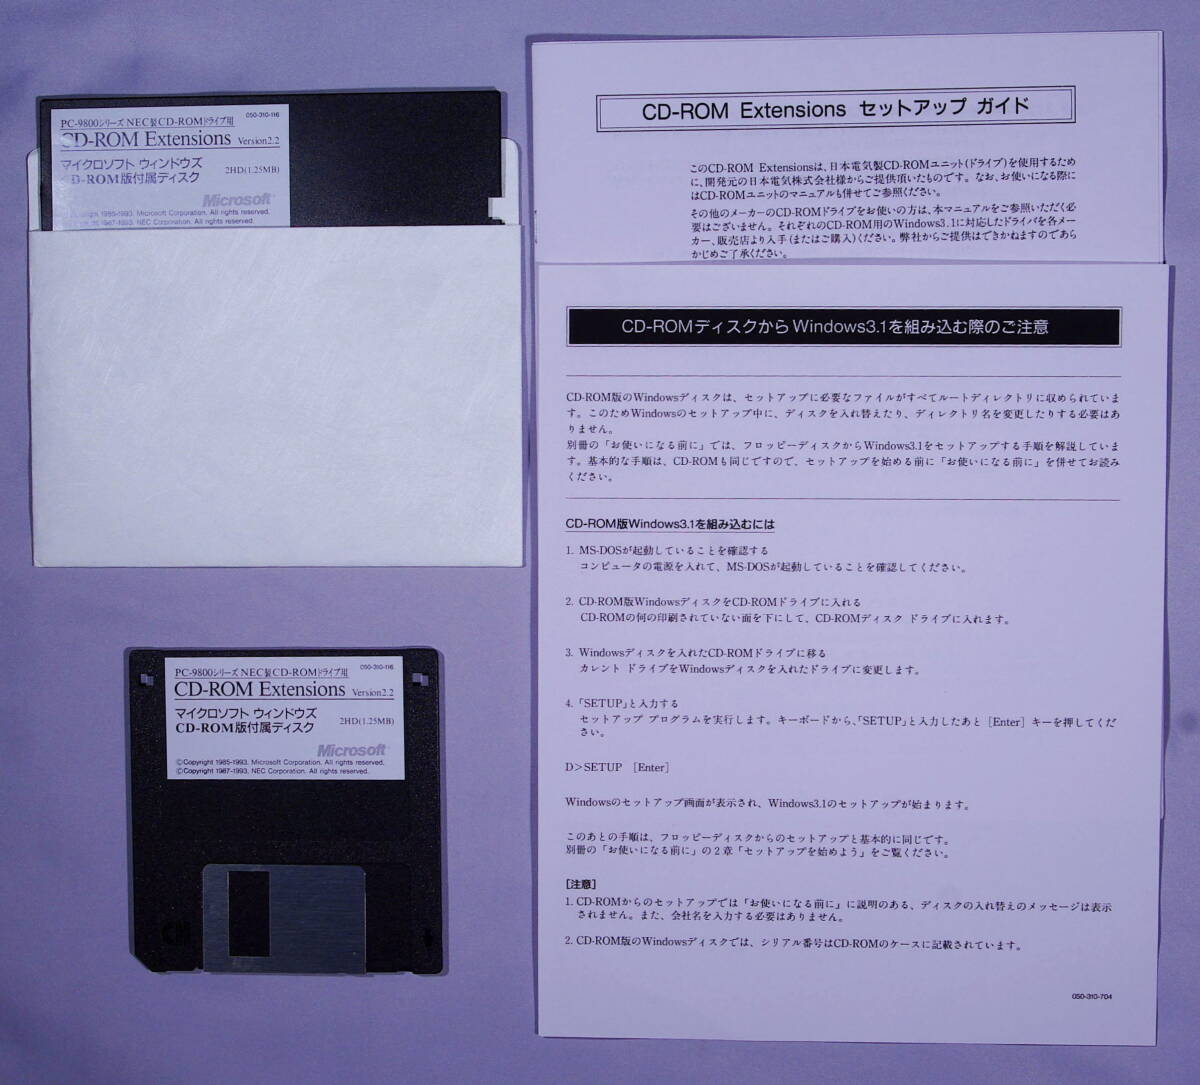 PC-9800シリーズ NEC製CD-ROMドライブ用
050-310-116
CD-ROM Extensions Version2.2
マイクロソフト ウィンドウズ
2HD(1.25MB)
CD-ROM版付属ディスク
Microsoft
1985-1993. Microsoft Corporation. All rights reserved.
1987-1993. NEC Corporation. All rights reserved.
CD-ROM Extensions セットアップ ガイド
このCD-ROM Extensionsは、日本電気製CD-ROMユニット(ドライブ)を使用するため
に、開発元の日本電気株式会社様からご提供頂いたものです。なお、お使いになる際に
はCD-ROMユニットのマニュアルも併せてご参照ください。
その他のメーカーのCD-ROMドライブをお使いの方は、本マニュアルをご参照いただく必
要はございません。それぞれのCD-ROM用のWindows3.1に対応したドライバを各メー
カー、販売店より入手(またはご購入)ください。弊社からご提供はできかねますのであら
かじめご了承ください。
CD-ROMディスクからWindows3.1を組み込む際のご注意
CD-ROM版のWindowsディスクは、セットアップに必要なファイルがすべてルートディレクトリに収められていま
す。このためWindowsのセットアップ中に、ディスクを入れ替えたり、ディレクトリ名を変更したりする必要はあ
りません。
別冊の「お使いになる前に」では、フロッピーディスクからWindows3.1をセットアップする手順を解説していま
す。基本的な手順は、CD-ROMも同じですので、セットアップを始める前に「お使いになる前に」を併せてお読み
ください。
CD-ROM版Windows3.1を組み込むには
1. MS-DOSが起動していることを確認する
コンピュータの電源を入れて、MS-DOSが起動していることを確認してください。
2. CD-ROM版WindowsディスクをCD-ROMドライブに入れる
CD-ROMの何の印刷されていない面を下にして、CD-ROMディスク ドライブに入れます。
3. Windowsディスクを入れたCD-ROMドライブに移る
カレント ドライブをWindowsディスクを入れたドライブに変更します。
4.「SETUP」と入力する
セットアップ プログラムを実行します。キーボードから、「SETUP」と入力したあと [Enter] キーを押してくだ
さい。
D>SETUP [Enter]
Windowsのセットアップ画面が表示され、Windows3.1のセットアップが始まります。
このあとの手順は、フロッピーディスクからのセットアップと基本的に同じです。
別冊の「お使いになる前に」の2章「セットアップを始めよう」をご覧ください。
[注意]
1. CD-ROMからのセットアップでは「お使いになる前に」に説明のある、ディスクの入れ替えのメッセージは表示
されません。また、会社名を入力する必要はありません。
2. CD-ROM版のWindowsディスクでは、シリアル番号はCD-ROMのケースに記載されています。
050-310-704
PC-9800シリーズ NEC製CD-ROMドライブ用
050-310-116
CD-ROM Extensions Version2.2
マイクロソフト ウィンドウズ
2HD(1.25MB)
CD-ROM版付属ディスク
Microsoft
©Copyright 1985-1993. Microsoft Corporation. All rights reserved.
©Copyright 1987-1993. NEC Corporation. All rights reserved.